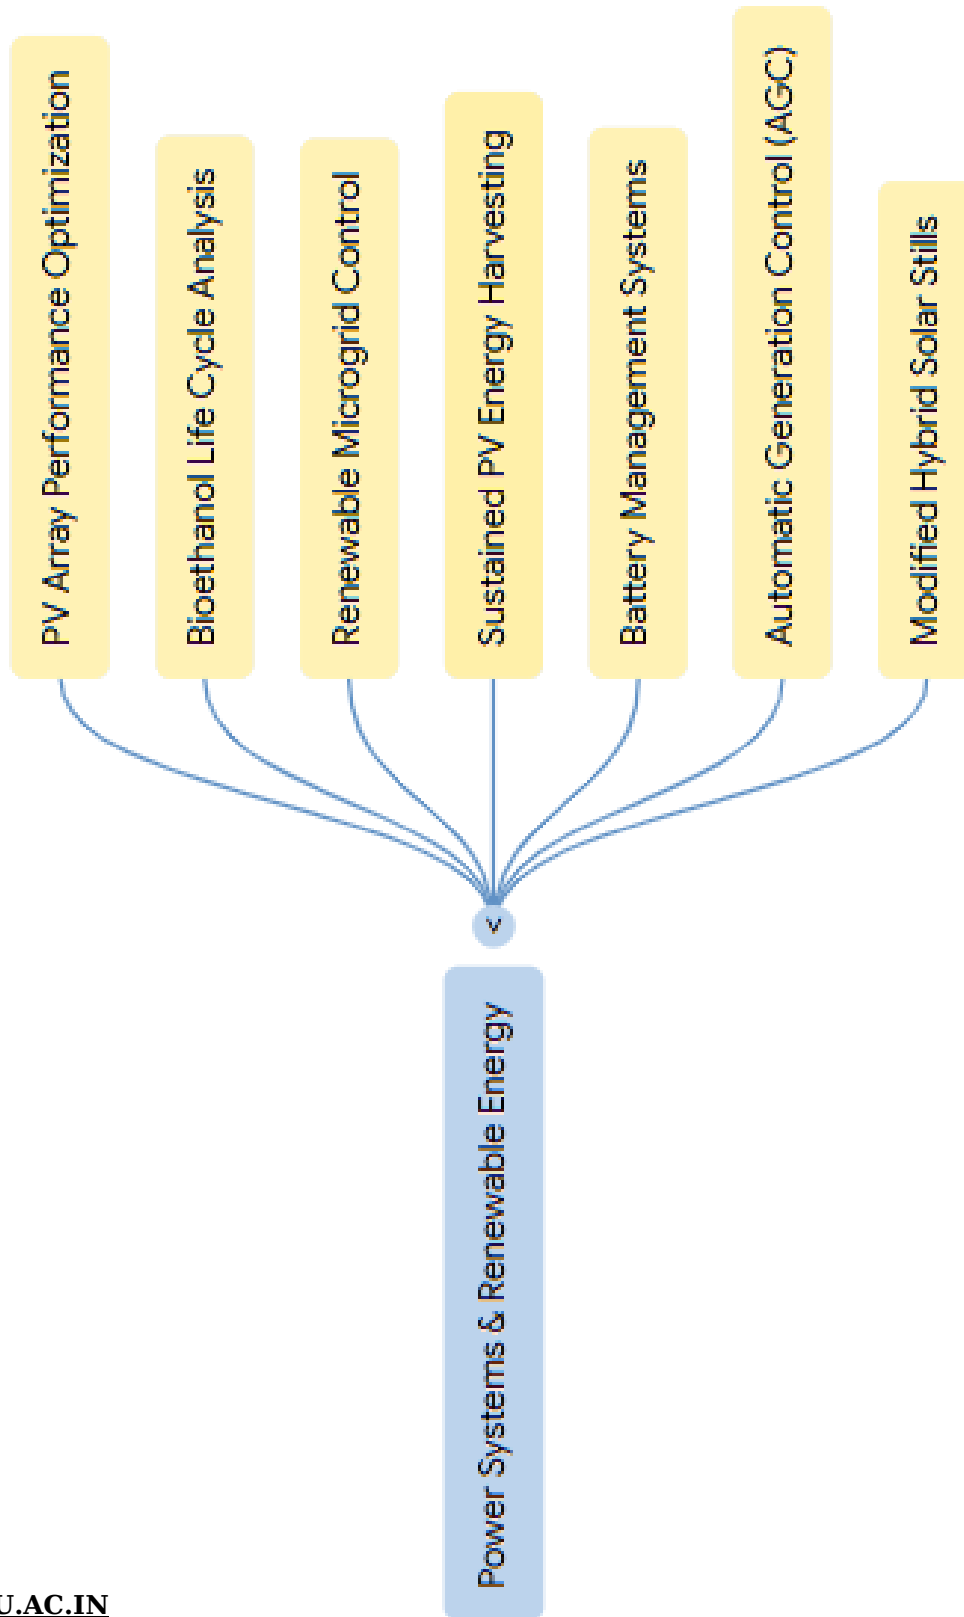 PV Array Performance Optimization
Bioethanol Life Cycle Analysis
Renewable Microgrid Control
Sustained PV Energy Harvesting
Battery Management Systems
Automatic Generation Control (AGC)
Modified Hybrid Solar Stills
<
Power Systems & Renewable Energy
U.AC.IN